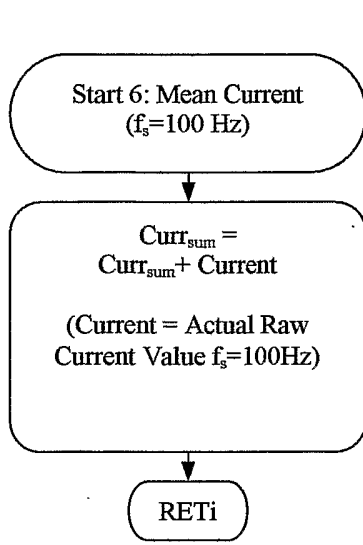 Start 6: Mean Current
(fs=100 Hz)
Currsum =
Currsum+ Current
(Current = Actual Raw
Current Value fs=100Hz)
RETi